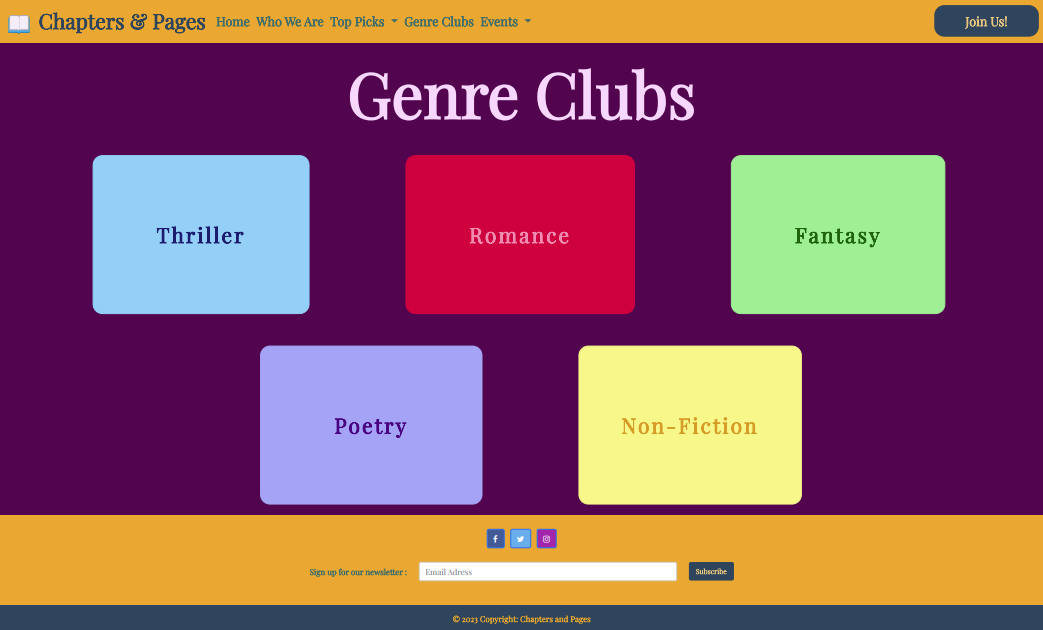 Chapters & Pages Home Who We Are Top Picks Genre Clubs Events Join Us!
Genre Clubs
Thriller Romance Fantasy
Poetry Non-Fiction
Sign up for our newsletter : Email Adress Subscribe
© 2023 Copyright: Chapters and Pages